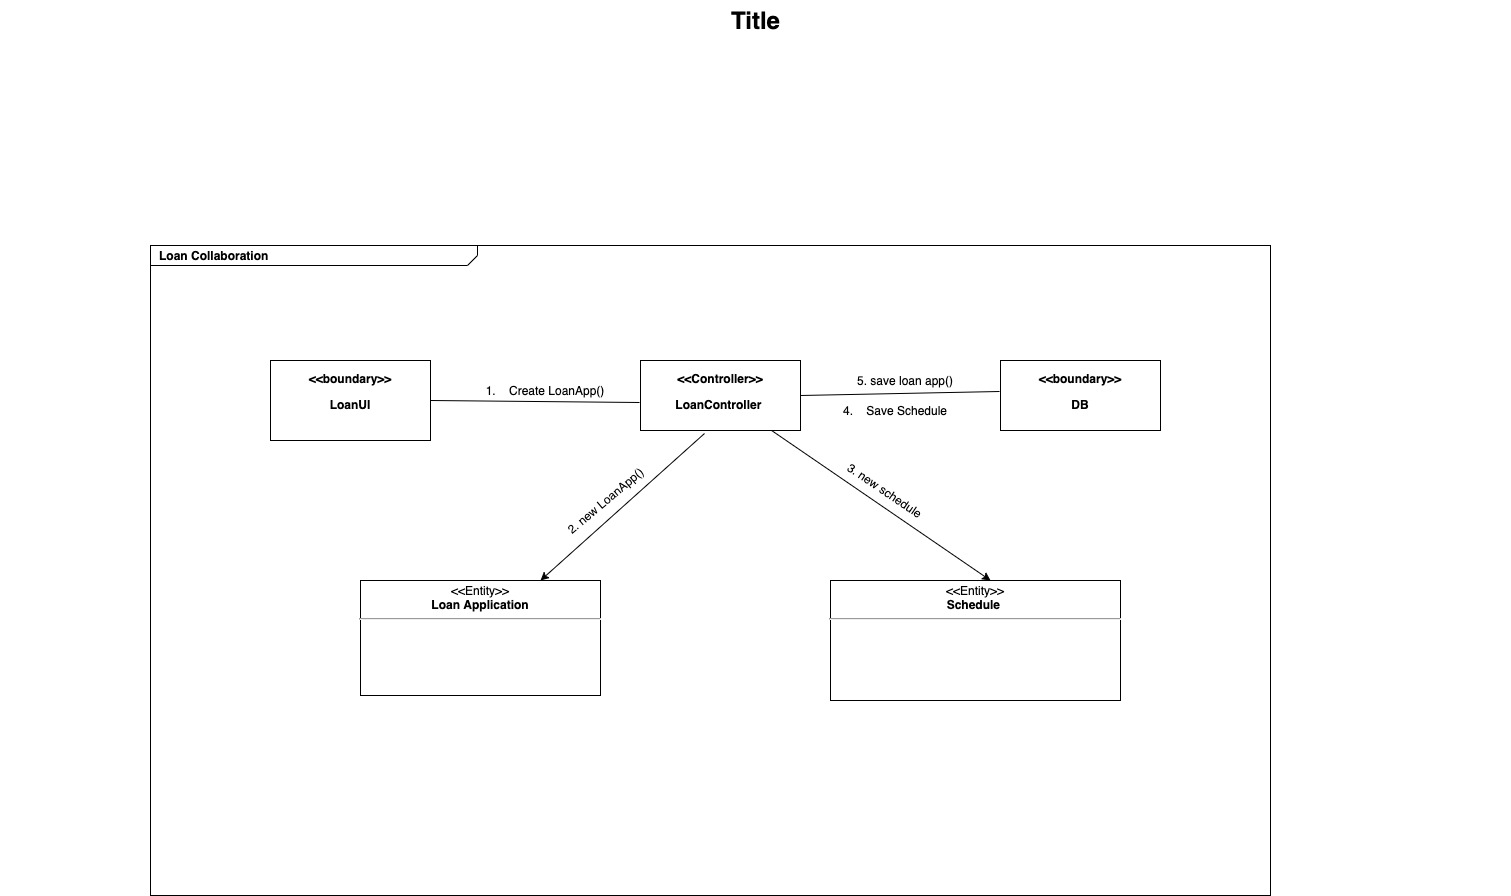 Title
Loan Collaboration
<<boundary>>
LoanUI
1. Create LoanApp()
<<Controller>>
LoanController
5. save loan app()
4. Save Schedule
<<boundary>>
DB
2. new LoanApp()
3. new schedule
<<Entity>>
Loan Application
<<Entity>>
Schedule